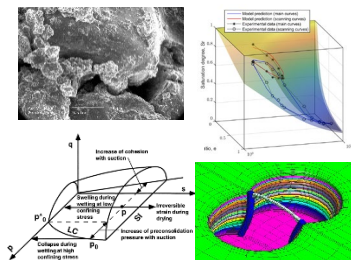 Model prediction (main curves)
Model prediction (scanning curves)
Experimental data (main curves)
Experimental data (scanning curves)
Saturation degree, Sr
q
Increase of cohesion
with suction
Swelling during
wetting at low
confining
stress
s
Irreversible
strain during
drying
p
SI
LC
p*₀
p₀
Increase of preconsolidation
pressure with suction
p
Collapse during
wetting at high
confining stress